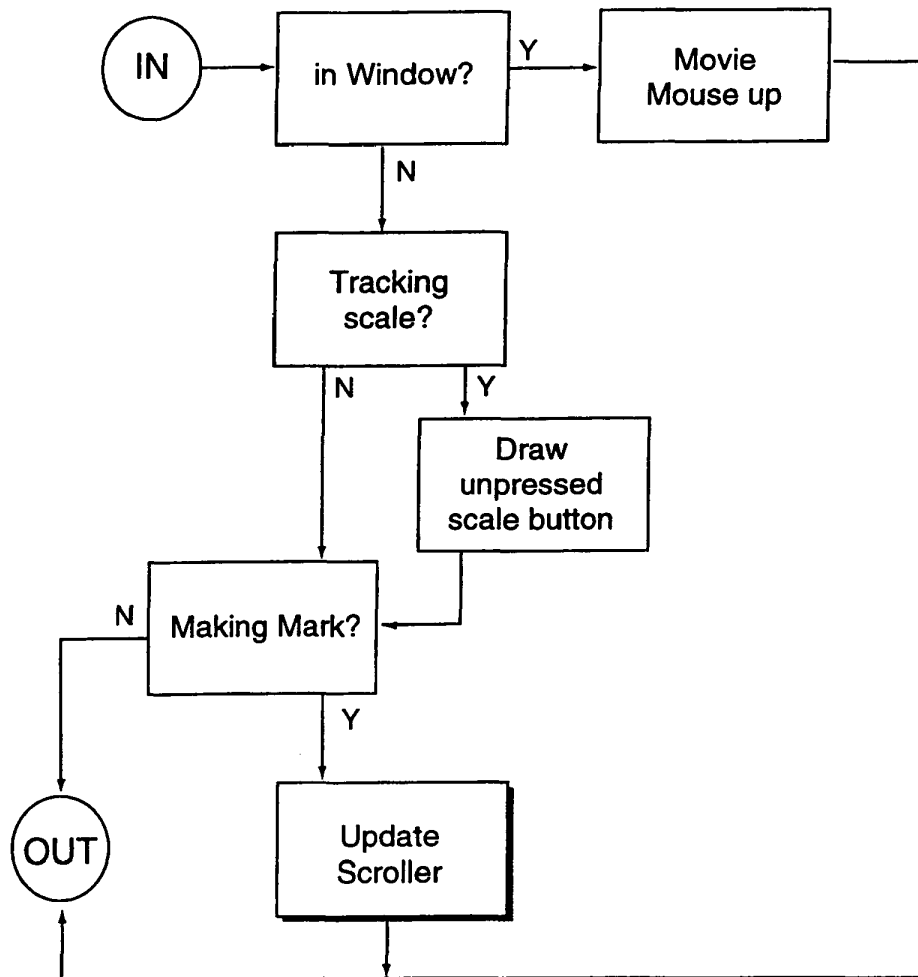 IN
in Window?
Y
Movie
Mouse up
N
Tracking
scale?
N
Y
Draw
unpressed
scale button
N
Making Mark?
Y
Update
Scroller
OUT